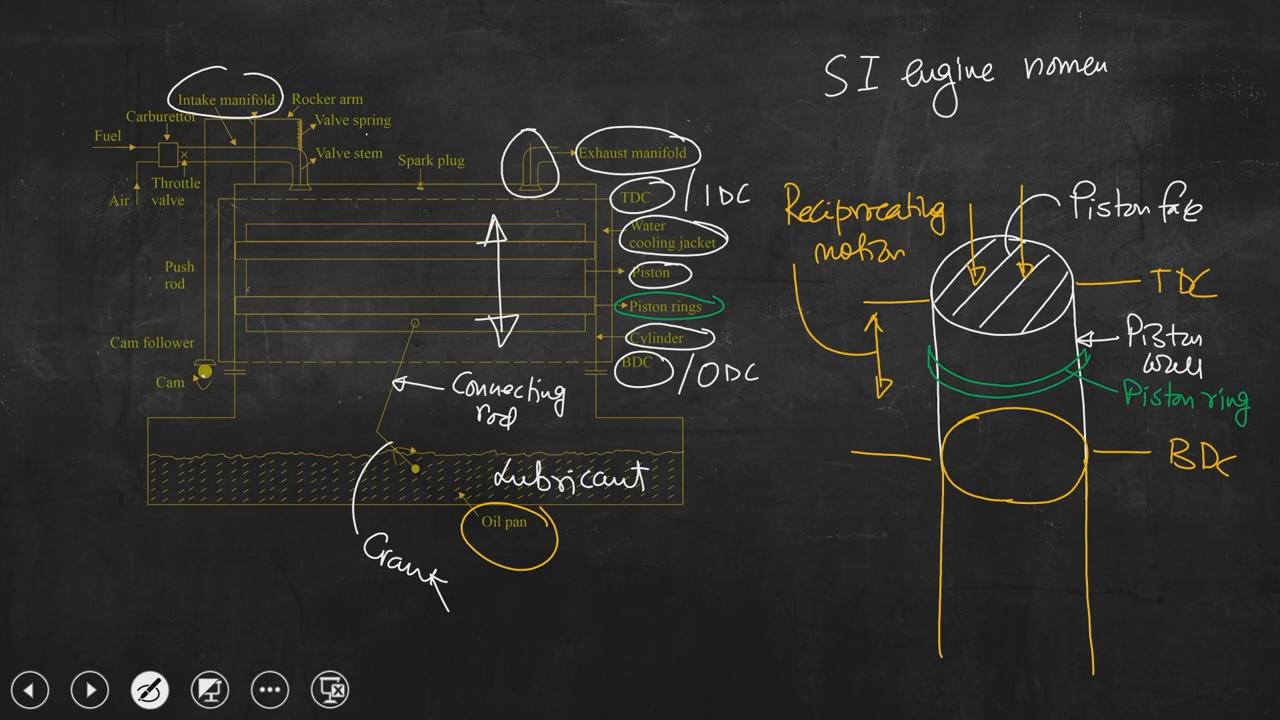 SI engine nomen
Intake manifold
Rocker arm
Carburettor
Valve spring
Fuel
Valve stem
Spark plug
Exhaust manifold
Throttle
valve
Air
TDC / IDC
Water
cooling jacket
Push
rod
Piston
Piston rings
Cylinder
Cam follower
BDC / ODC
Cam
Connecting
rod
Lubricant
Oil pan
Crank
Reciprocating
motion
Piston face
TDC
Piston
wall
Piston ring
BDC